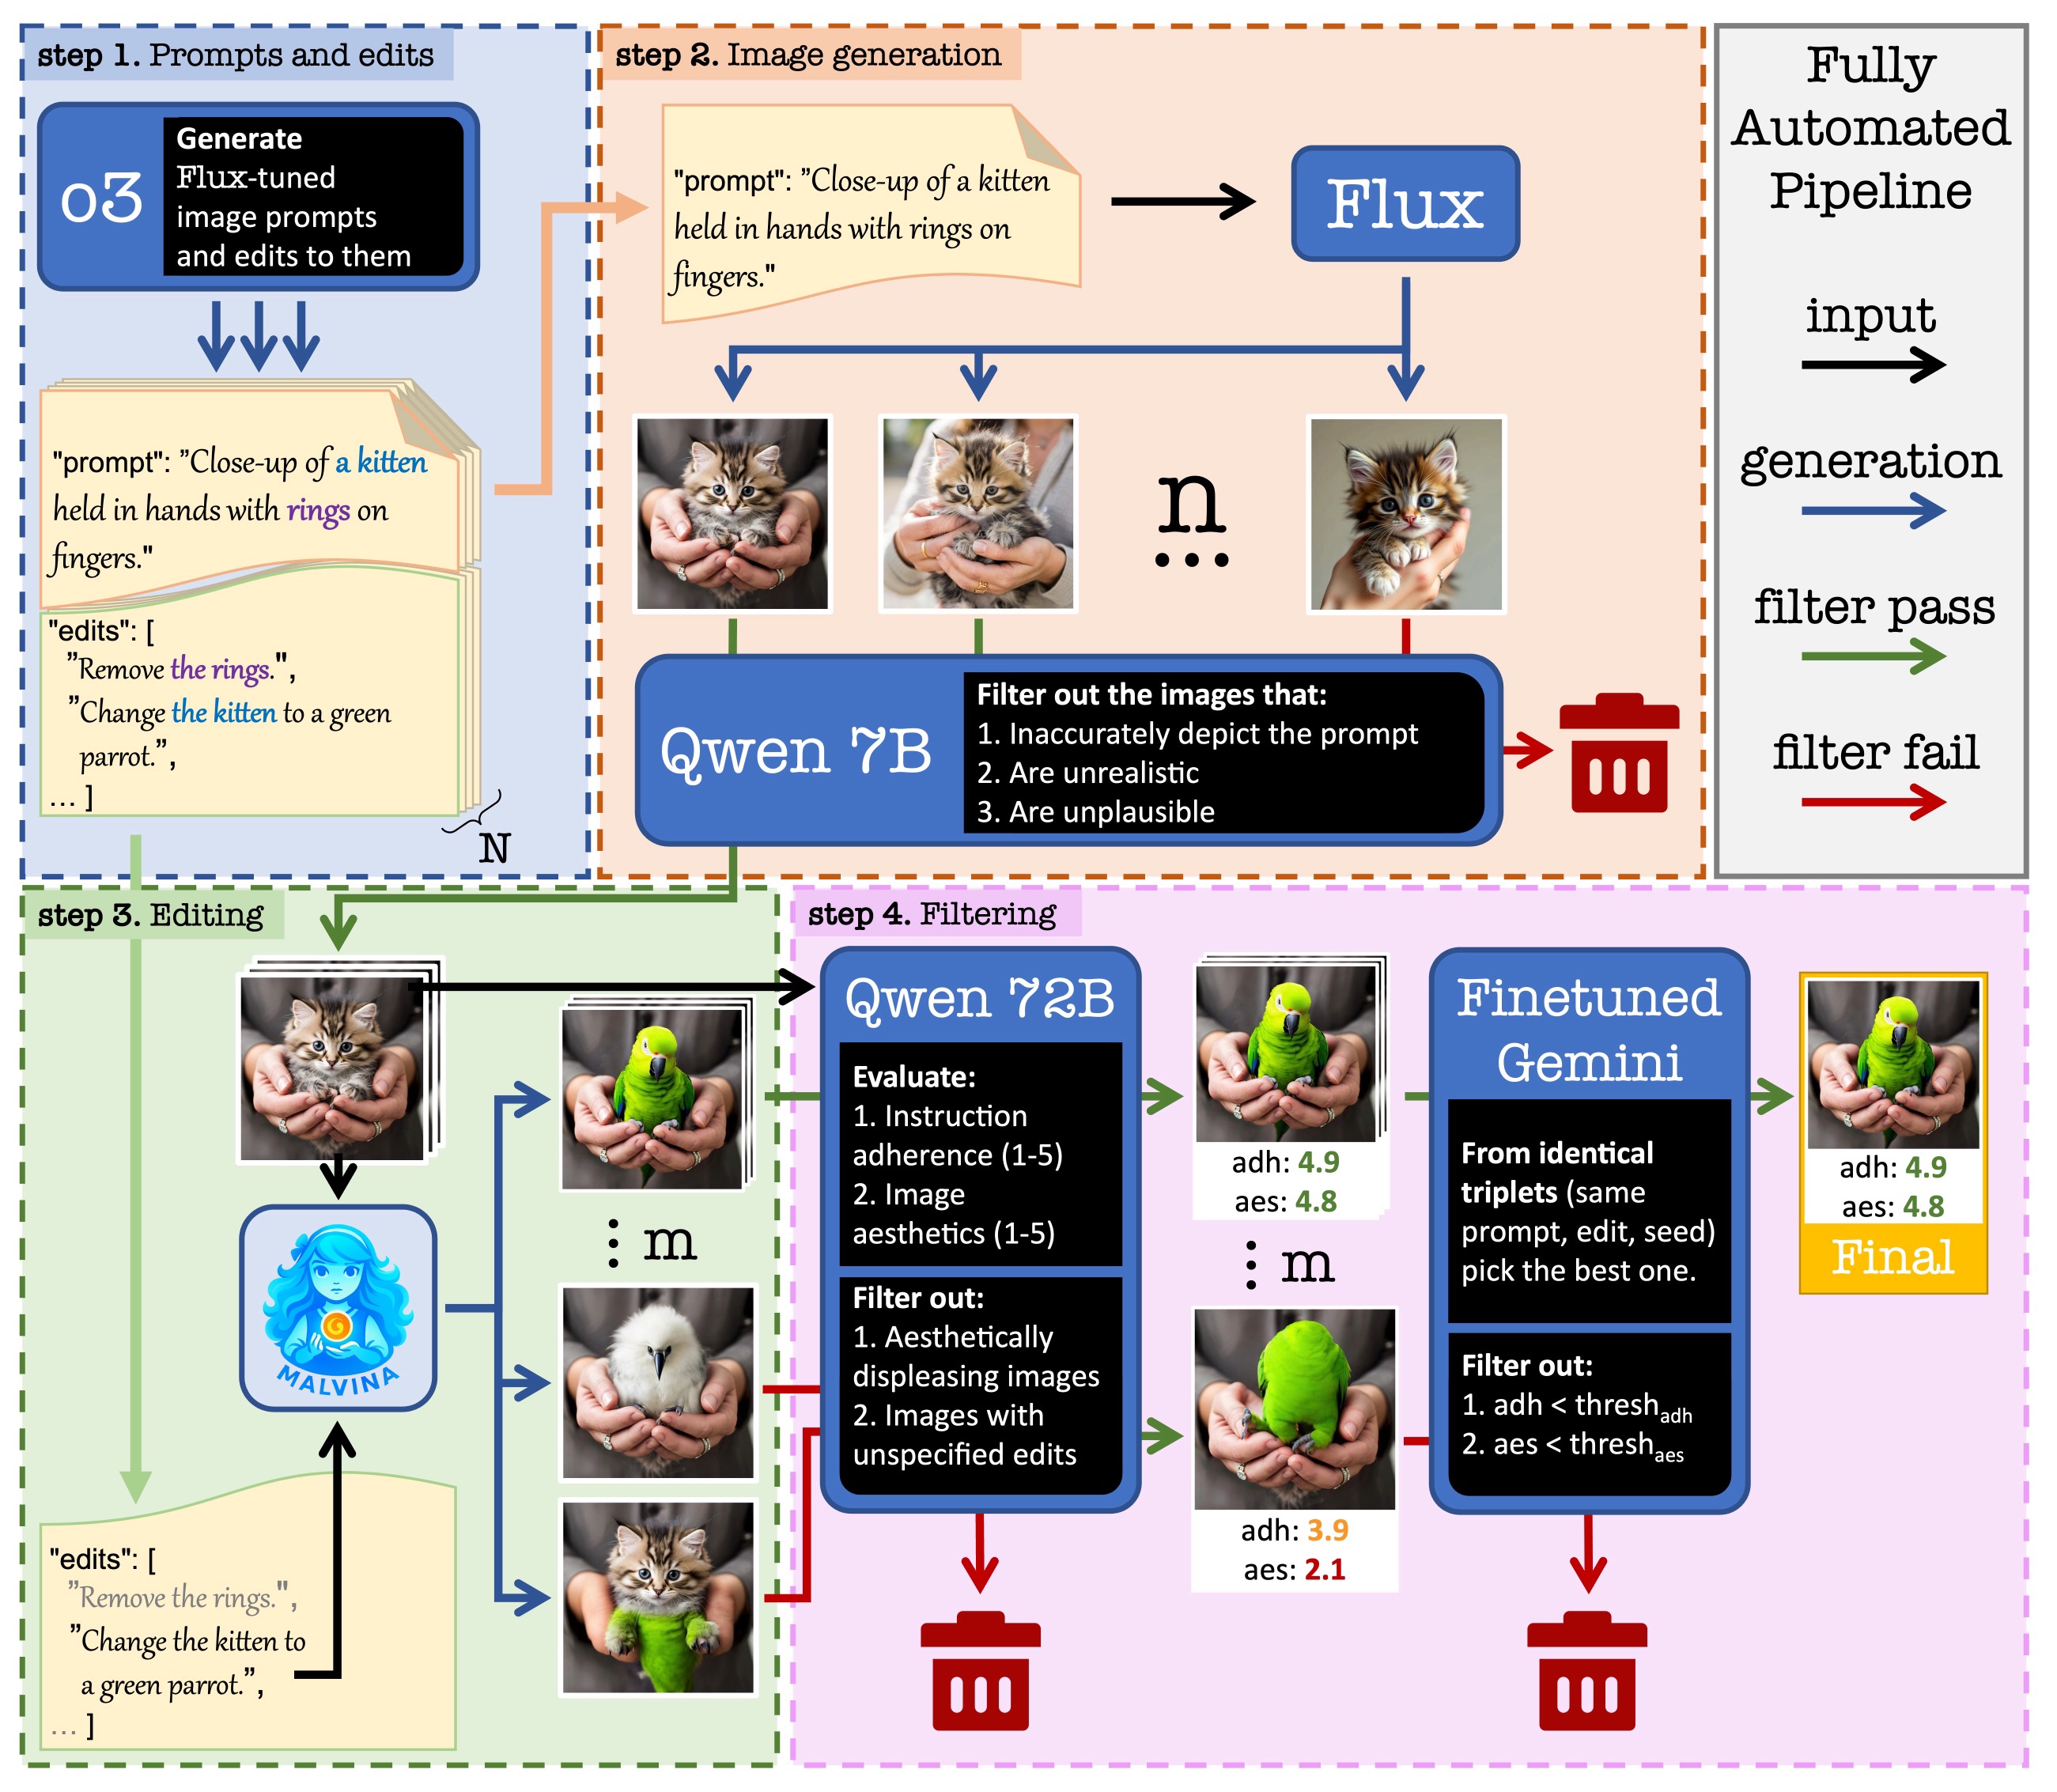 step 1. Prompts and edits
o3
Generate
Flux-tuned
image prompts
and edits to them
"prompt": "Close-up of a kitten
held in hands with rings on
fingers."
"edits": [
"Remove the rings.",
"Change the kitten to a green
parrot.",
... ]
N
step 2. Image generation
"prompt": "Close-up of a kitten
held in hands with rings on
fingers."
Flux
n
...
Qwen 7B
Filter out the images that:
1. Inaccurately depict the prompt
2. Are unrealistic
3. Are unplausible
Fully
Automated
Pipeline
input
generation
filter pass
filter fail
step 3. Editing
MALVINA
m
"edits": [
"Remove the rings.",
"Change the kitten to
a green parrot.",
... ]
step 4. Filtering
Qwen 72B
Evaluate:
1. Instruction
adherence (1-5)
2. Image
aesthetics (1-5)
Filter out:
1. Aesthetically
displeasing images
2. Images with
unspecified edits
adh: 4.9
aes: 4.8
m
adh: 3.9
aes: 2.1
Finetuned
Gemini
From identical
triplets (same
prompt, edit, seed)
pick the best one.
Filter out:
1. adh < thresh_adh
2. aes < thresh_aes
adh: 4.9
aes: 4.8
Final